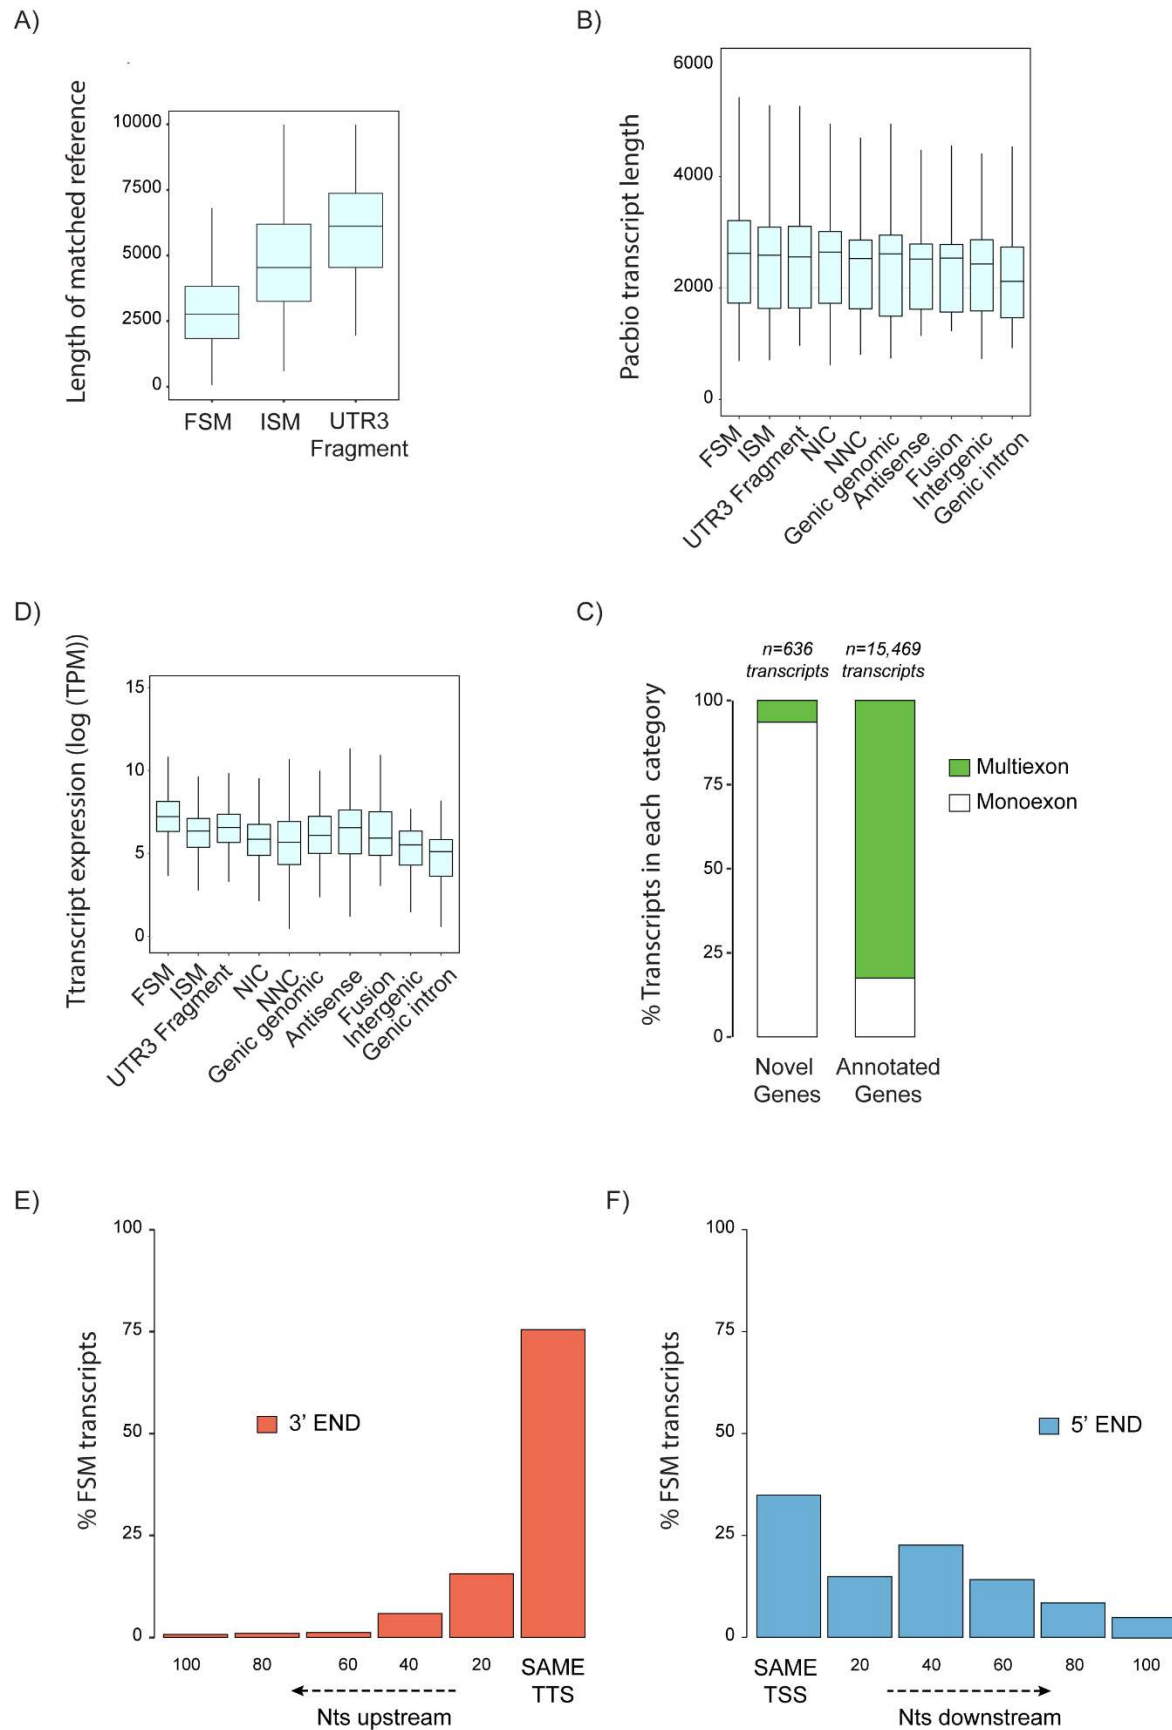 A)
Length of matched reference
10000
7500
5000
2500
0
FSM
ISM
UTR3
Fragment
B)
Pacbio transcript length
6000
4000
2000
0
FSM
ISM
UTR3 Fragment
NIC
NNC
Genic genomic
Antisense
Fusion
Intergenic
Genic intron
D)
Ttranscript expression (log (TPM))
15
10
5
0
FSM
ISM
UTR3 Fragment
NIC
NNC
Genic genomic
Antisense
Fusion
Intergenic
Genic intron
C)
n=636
transcripts
n=15,469
transcripts
% Transcripts in each category
100
75
50
25
0
Multiexon
Monoexon
Novel
Genes
Annotated
Genes
E)
% FSM transcripts
100
75
50
25
0
3' END
100
80
60
40
20
SAME
TTS
Nts upstream
F)
% FSM transcripts
100
75
50
25
0
5' END
SAME
TSS
20
40
60
80
100
Nts downstream